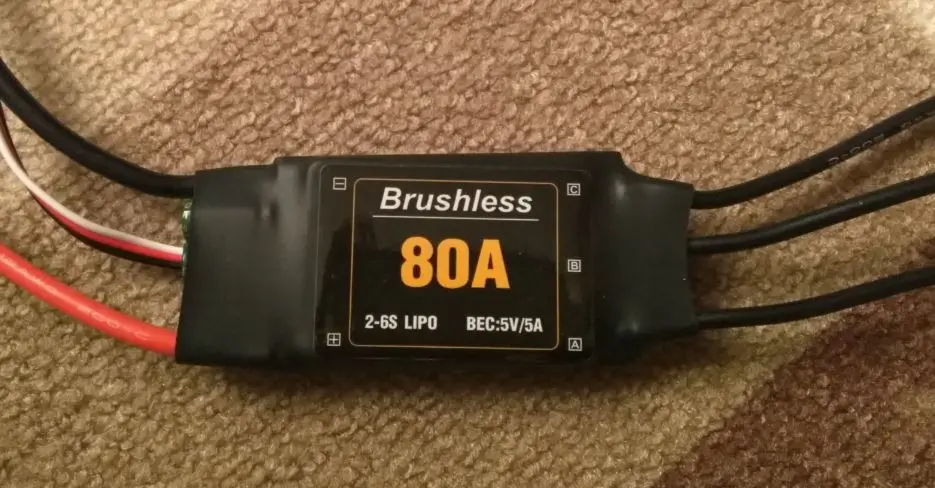 Brushless
80A
2-6S LIPO BEC:5V/5A
−
+
C
B
A